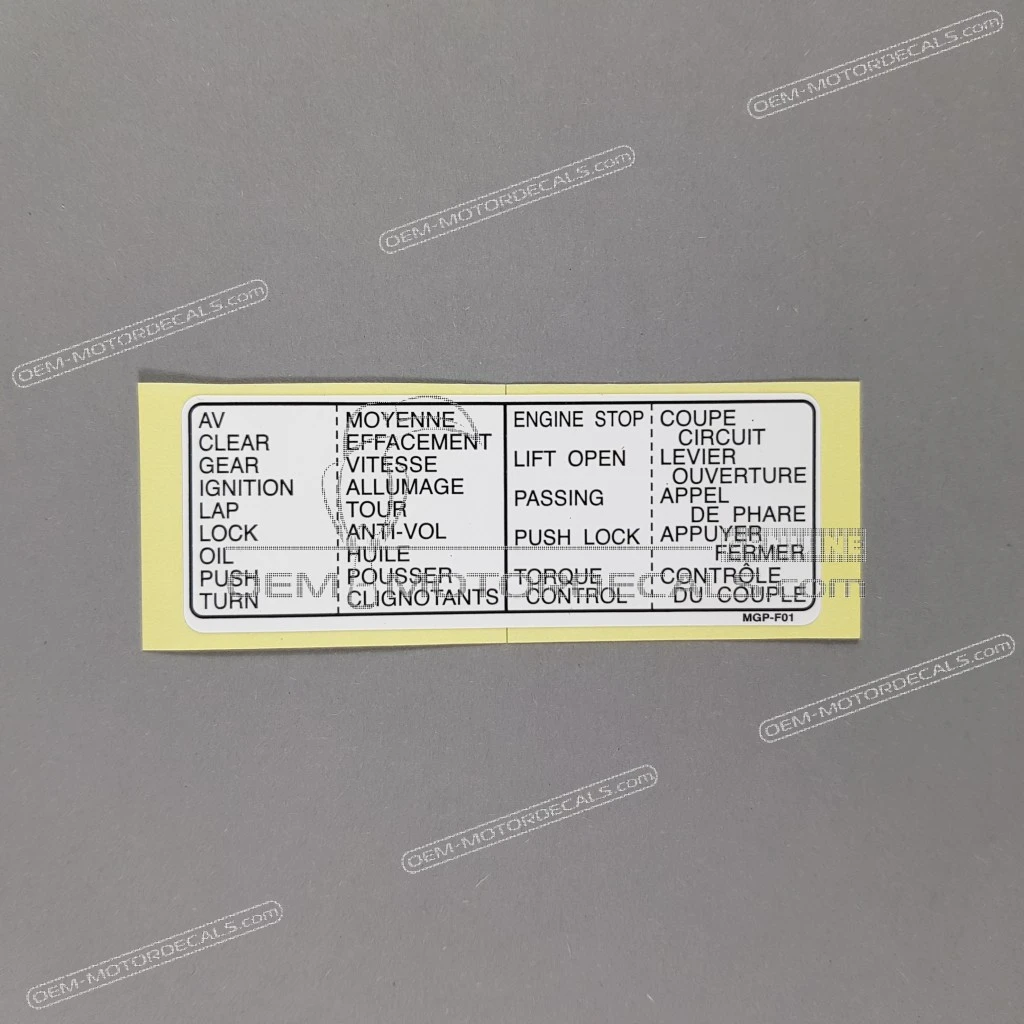 OEM-MOTORDECALS.com
OEM-MOTORDECALS.com
OEM-MOTORDECALS.com
AV MOYENNE
CLEAR EFFACEMENT
GEAR VITESSE
IGNITION ALLUMAGE
LAP TOUR
LOCK ANTI-VOL
OIL HUILE
PUSH POUSSER
TURN CLIGNOTANTS
ENGINE STOP COUPE
CIRCUIT
LIFT OPEN LEVIER
OUVERTURE
PASSING APPEL
DE PHARE
PUSH LOCK APPUYER
FERMER
TORQUE CONTRÔLE
CONTROL DU COUPLE
MGP-F01
GENUINE
OEM-MOTORDECALS.com
OEM-MOTORDECALS.com
OEM-MOTORDECALS.com
OEM-MOTORDECALS.com